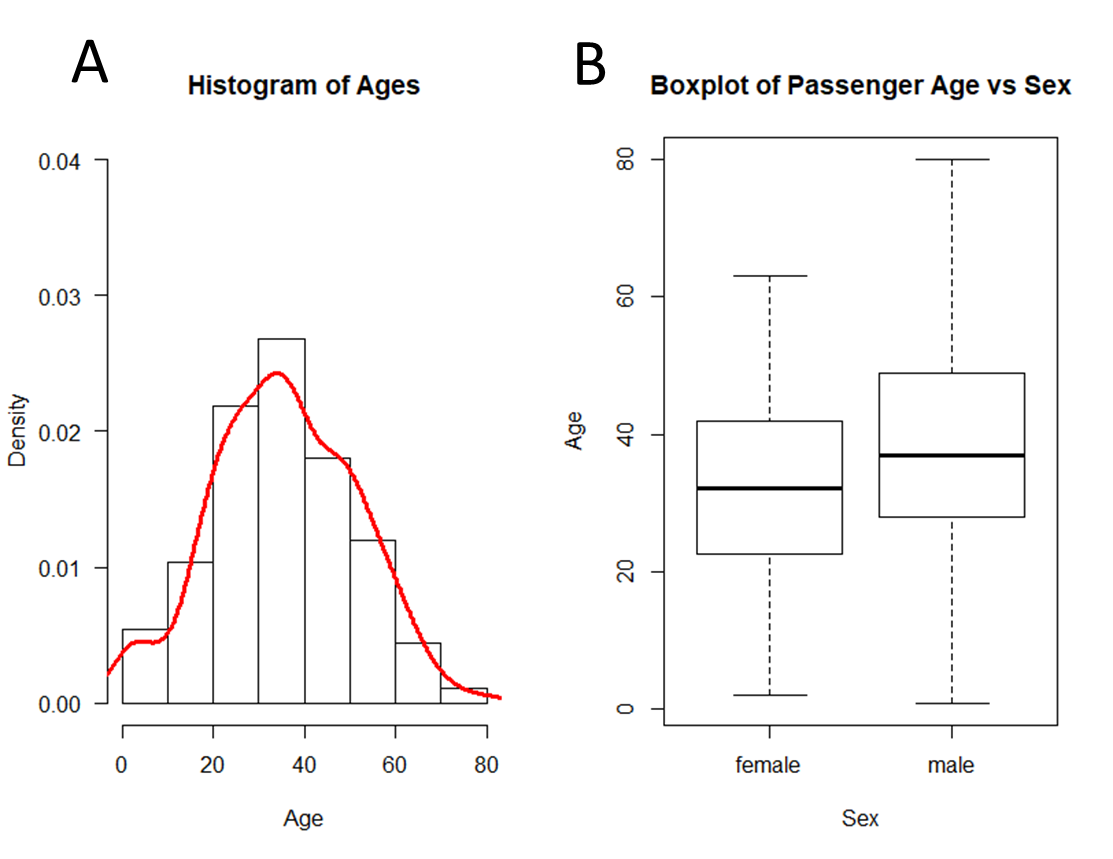 A
Histogram of Ages
0.04
0.03
0.02
0.01
0.00
Density
0 20 40 60 80
Age
B
Boxplot of Passenger Age vs Sex
80
60
40
20
0
Age
female male
Sex